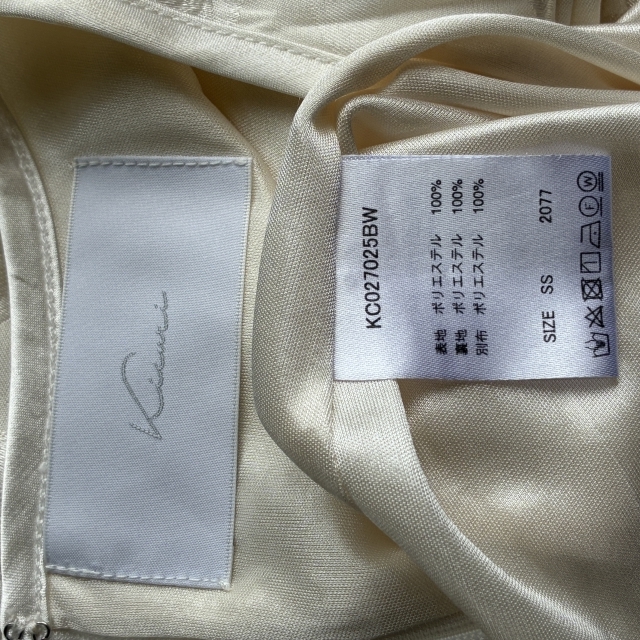 Kieuri
KC027025BW
表地 ポリエステル 100%
裏地 ポリエステル 100%
別布 ポリエステル 100%
SIZE SS 2077